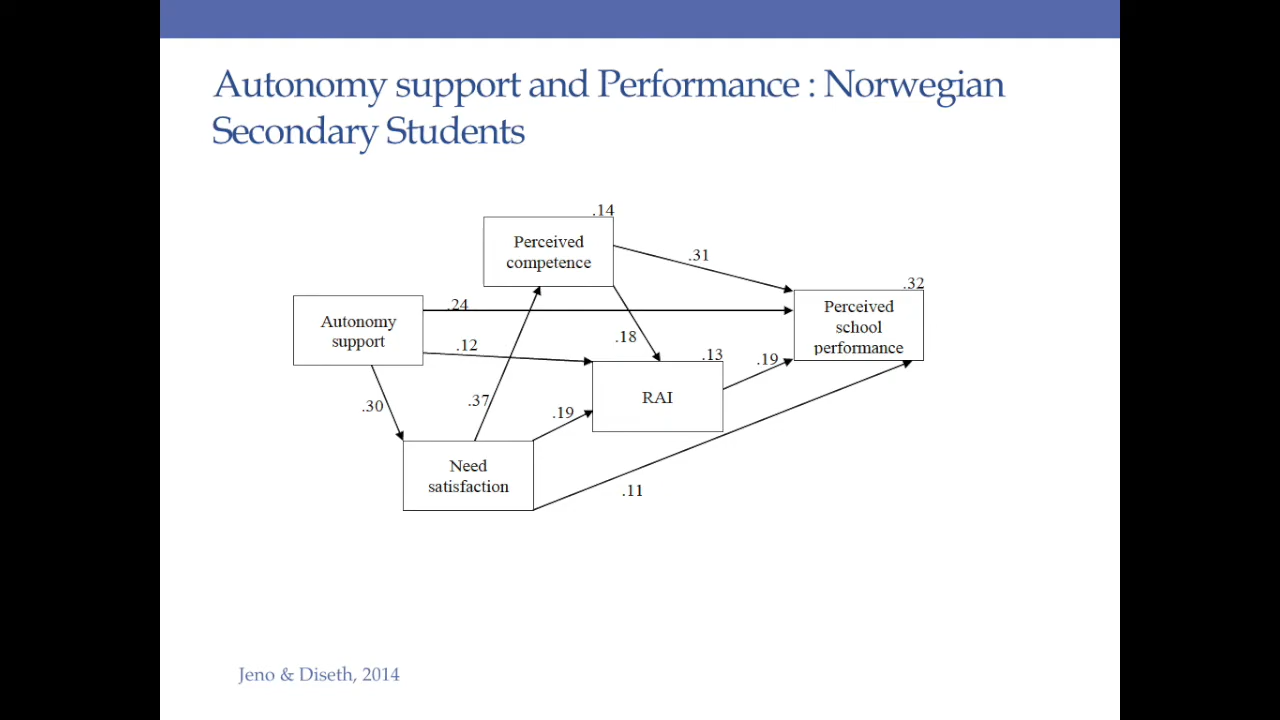 Autonomy support and Performance : Norwegian
Secondary Students
.14
Perceived
competence
.31
.32
Perceived
school
performance
.24
Autonomy
support
.12
.18
.13
.19
RAI
.30
.37
.19
Need
satisfaction
.11
Jeno & Diseth, 2014